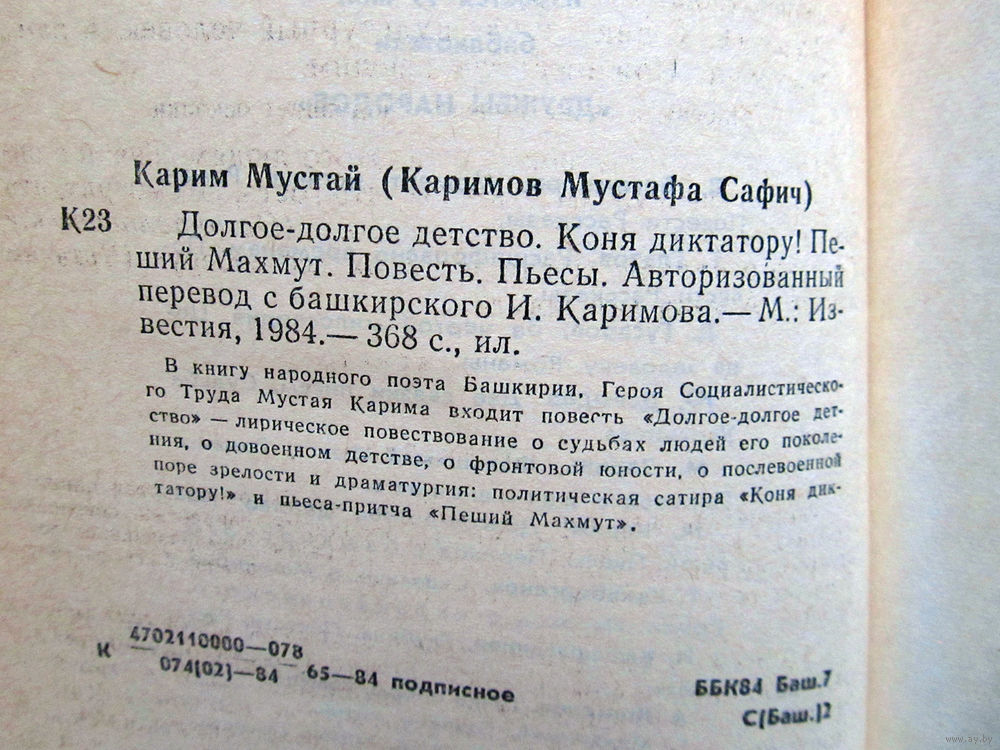 Карим Мустай (Каримов Мустафа Сафич)
К23 Долгое-долгое детство. Коня диктатору! Пе-
ший Махмут. Повесть. Пьесы. Авторизованный
перевод с башкирского И. Каримова.— М.: Из-
вестия, 1984.— 368 с., ил.
В книгу народного поэта Башкирии, Героя Социалистическо-
го Труда Мустая Карима входит повесть «Долгое-долгое дет-
ство» — лирическое повествование о судьбах людей его поколе-
ния, о довоенном детстве, о фронтовой юности, о послевоенной
поре зрелости и драматургия: политическая сатира «Коня дик-
татору!» и пьеса-притча «Пеший Махмут».
К 4702110000—078
074(02)—84 65—84 подписное
ББК84 Баш.7
С(Баш.)2
www.ay.by